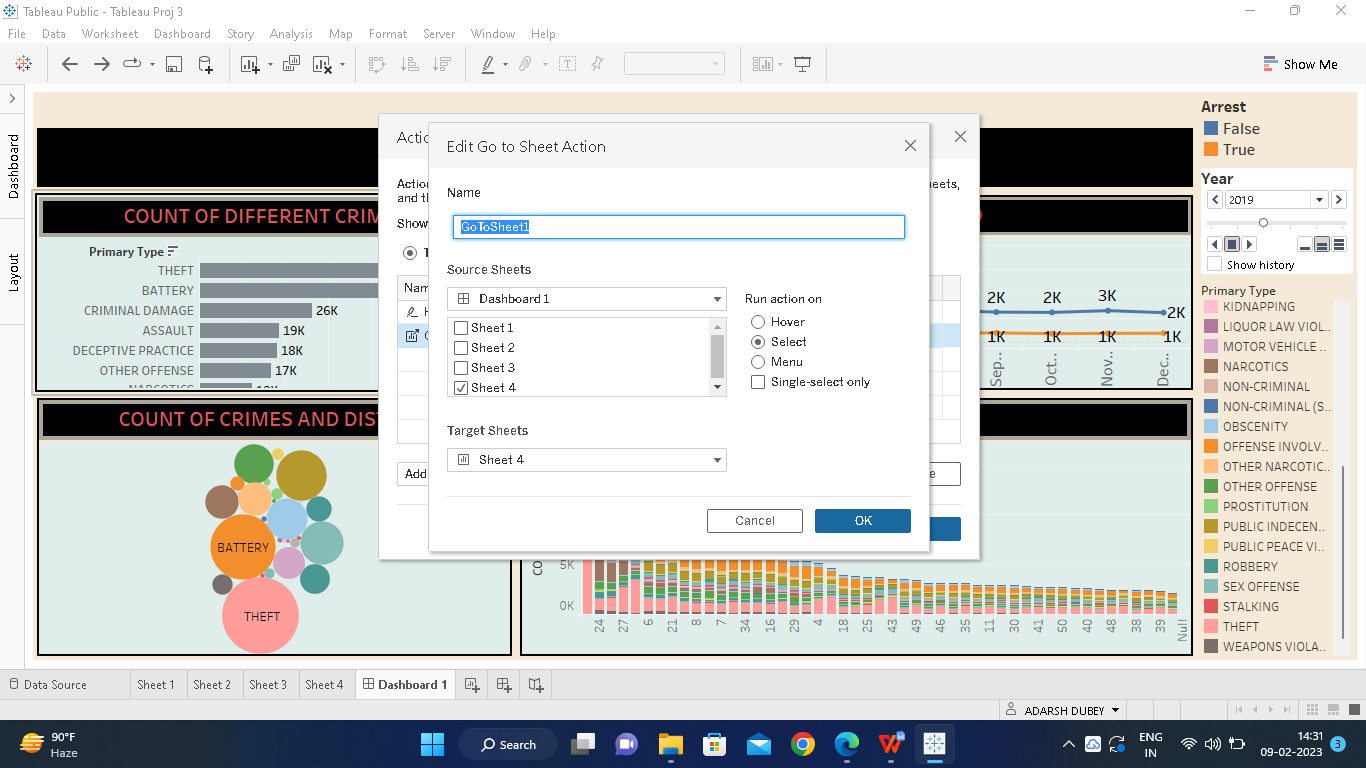 Tableau Public - Tableau Proj 3
File Data Worksheet Dashboard Story Analysis Map Format Server Window Help
Show Me
Dashboard
Layout
COUNT OF DIFFERENT CRIM
Primary Type
THEFT
BATTERY
CRIMINAL DAMAGE 26K
ASSAULT 19K
DECEPTIVE PRACTICE 18K
OTHER OFFENSE 17K
NARCOTICS
COUNT OF CRIMES AND DIS
BATTERY
THEFT
Actio
Action
and th
eets,
Show
Nam
Add
Edit Go to Sheet Action
Name
GoToSheet1
Source Sheets
Dashboard 1
Sheet 1
Sheet 2
Sheet 3
Sheet 4
Run action on
Hover
Select
Menu
Single-select only
Target Sheets
Sheet 4
Cancel
OK
2K 2K 3K 2K
1K 1K 1K 1K
Sep.. Oct.. Nov.. Dec..
5K
0K
24 27 6 21 8 7 34 16 29 4 18 25 43 49 46 35 11 30 41 50 40 48 38 39 Null
Arrest
False
True
Year
2019
Show history
Primary Type
KIDNAPPING
LIQUOR LAW VIOL..
MOTOR VEHICLE ..
NARCOTICS
NON-CRIMINAL
NON-CRIMINAL (S..
OBSCENITY
OFFENSE INVOLV..
OTHER NARCOTIC..
OTHER OFFENSE
PROSTITUTION
PUBLIC INDECEN..
PUBLIC PEACE VI..
ROBBERY
SEX OFFENSE
STALKING
THEFT
WEAPONS VIOLA..
Data Source Sheet 1 Sheet 2 Sheet 3 Sheet 4 Dashboard 1
ADARSH DUBEY
90°F
Haze
Search
ENG
IN
14:31
09-02-2023
3